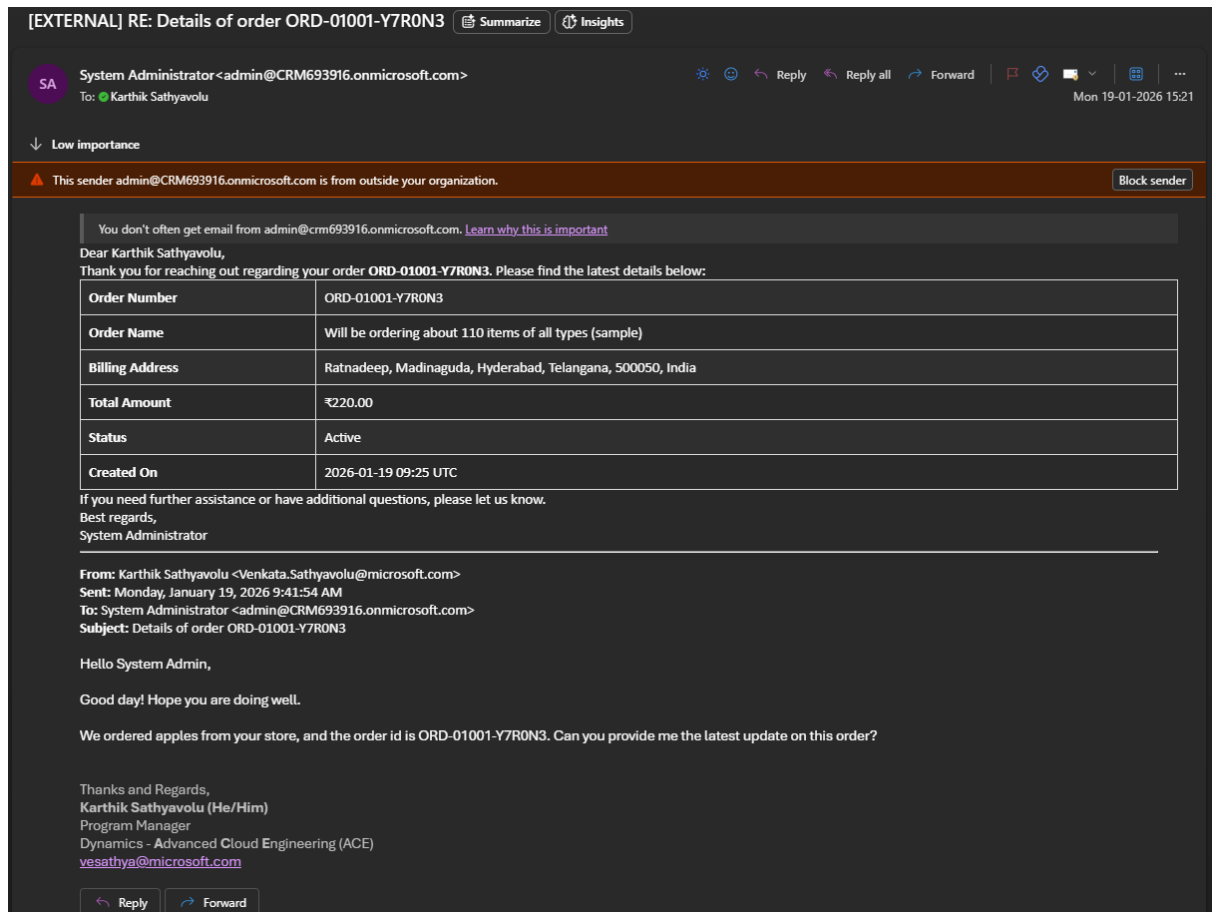 [EXTERNAL] RE: Details of order ORD-01001-Y7R0N3 Summarize Insights
SA
System Administrator<admin@CRM693916.onmicrosoft.com>
Reply Reply all Forward
To: Karthik Sathyavolu
Mon 19-01-2026 15:21
Low importance
This sender admin@CRM693916.onmicrosoft.com is from outside your organization. Block sender
You don't often get email from admin@crm693916.onmicrosoft.com. Learn why this is important
Dear Karthik Sathyavolu,
Thank you for reaching out regarding your order ORD-01001-Y7R0N3. Please find the latest details below:
Order Number ORD-01001-Y7R0N3
Order Name Will be ordering about 110 items of all types (sample)
Billing Address Ratnadeep, Madinaguda, Hyderabad, Telangana, 500050, India
Total Amount ₹220.00
Status Active
Created On 2026-01-19 09:25 UTC
If you need further assistance or have additional questions, please let us know.
Best regards,
System Administrator
From: Karthik Sathyavolu <Venkata.Sathyavolu@microsoft.com>
Sent: Monday, January 19, 2026 9:41:54 AM
To: System Administrator <admin@CRM693916.onmicrosoft.com>
Subject: Details of order ORD-01001-Y7R0N3
Hello System Admin,
Good day! Hope you are doing well.
We ordered apples from your store, and the order id is ORD-01001-Y7R0N3. Can you provide me the latest update on this order?
Thanks and Regards,
Karthik Sathyavolu (He/Him)
Program Manager
Dynamics - Advanced Cloud Engineering (ACE)
vesathya@microsoft.com
Reply Forward